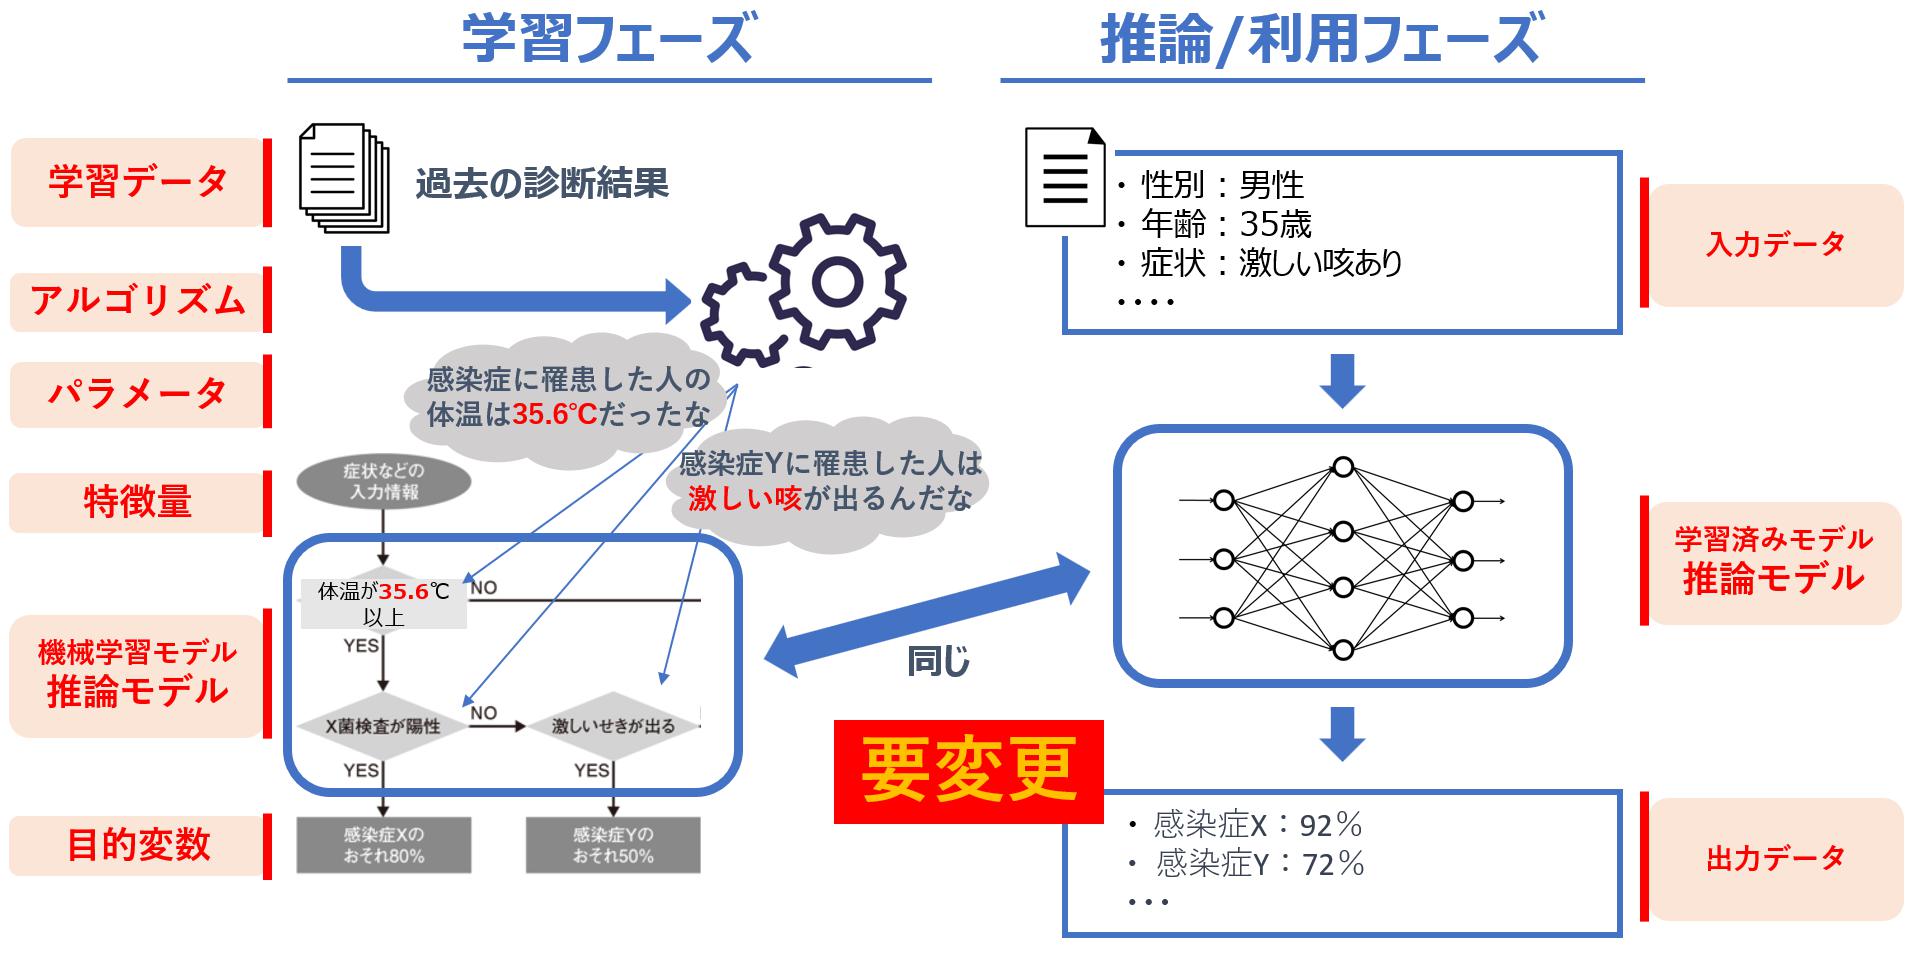 学習フェーズ
推論/利用フェーズ
学習データ
アルゴリズム
パラメータ
特徴量
機械学習モデル
推論モデル
目的変数
過去の診断結果
感染症に罹患した人の
体温は35.6℃だったな
感染症Yに罹患した人は
激しい咳が出るんだな
症状などの
入力情報
体温が35.6℃
以上
NO
YES
X菌検査が陽性
NO
激しいせきが出る
YES
YES
感染症Xの
おそれ80%
感染症Yの
おそれ50%
同じ
要変更
・性別：男性
・年齢：35歳
・症状：激しい咳あり
・・・・
・感染症X：92％
・感染症Y：72％
・・・
入力データ
学習済みモデル
推論モデル
出力データ